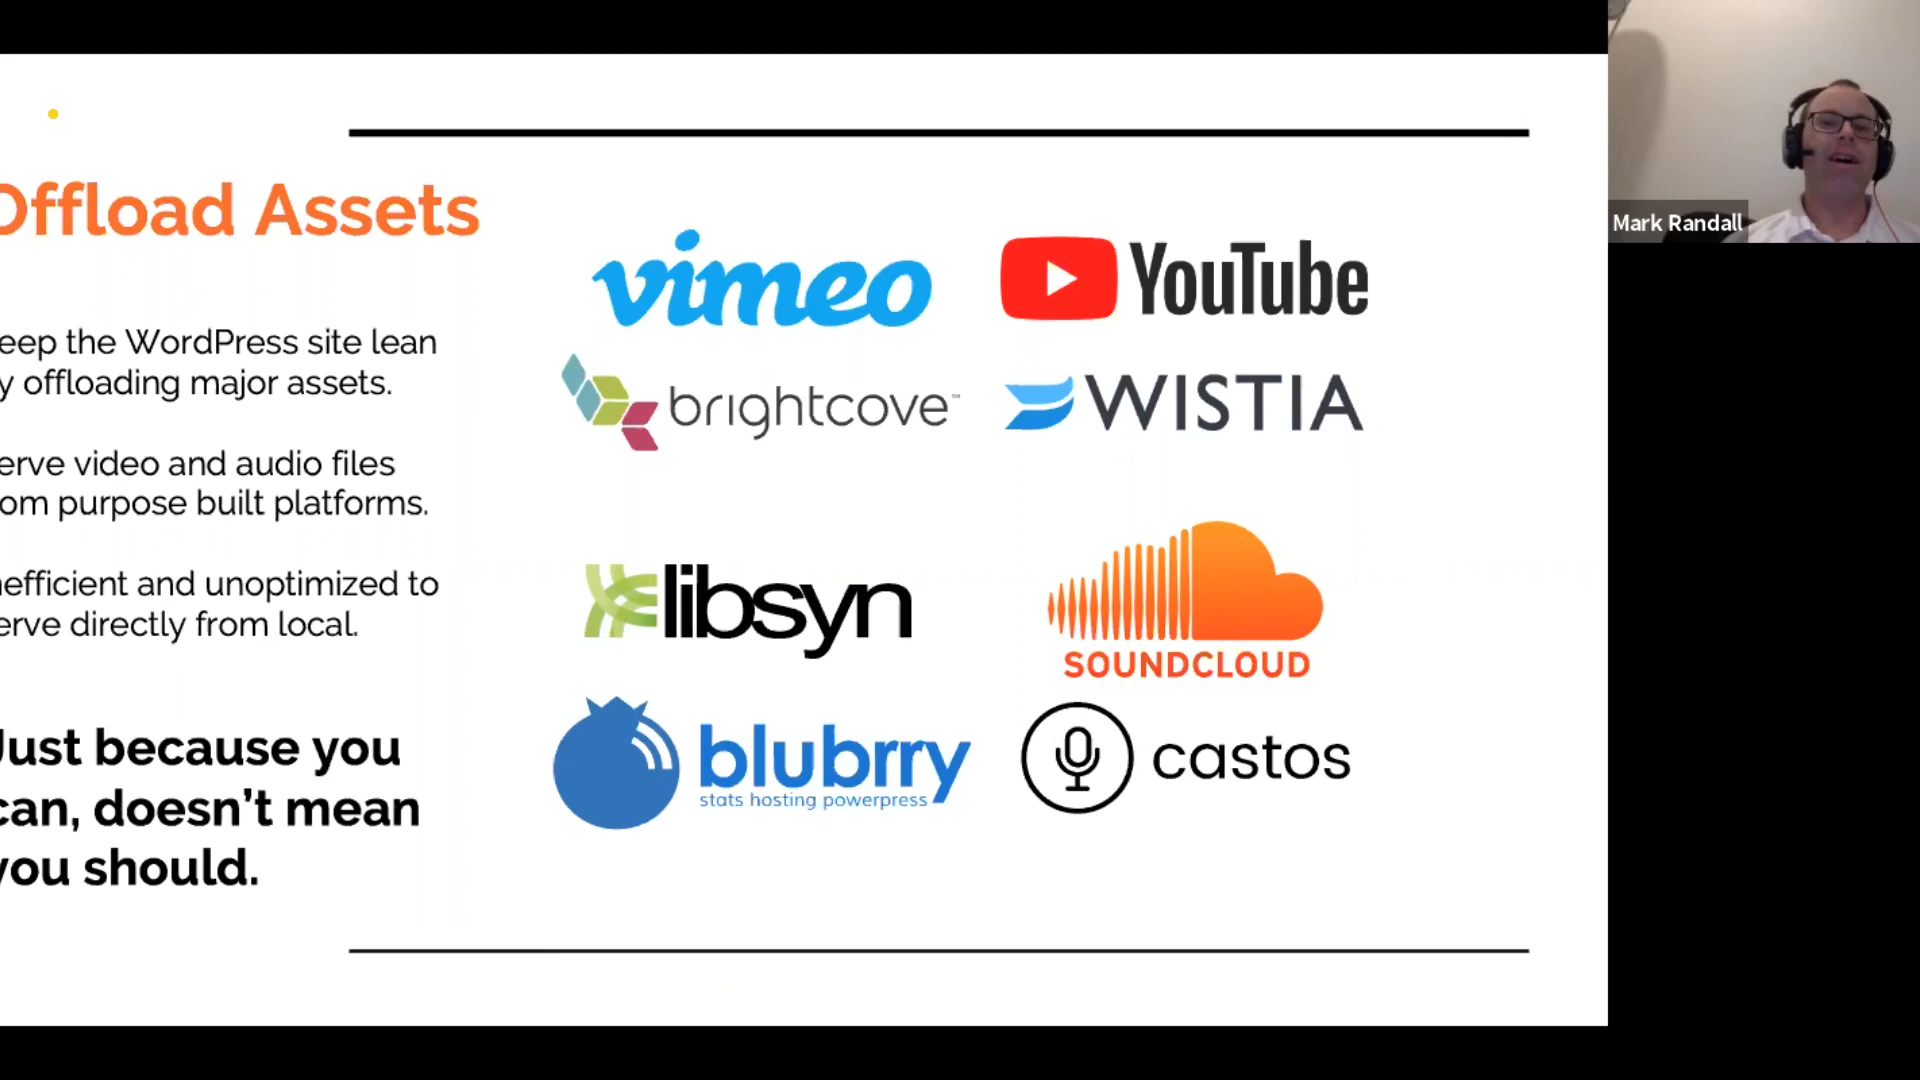 Offload Assets
eep the WordPress site lean
y offloading major assets.
erve video and audio files
om purpose built platforms.
nefficient and unoptimized to
erve directly from local.
Just because you
can, doesn’t mean
you should.
vimeo
YouTube
brightcove™
WISTIA
libsyn
SOUNDCLOUD
blubrry
stats hosting powerpress
castos
Mark Randall